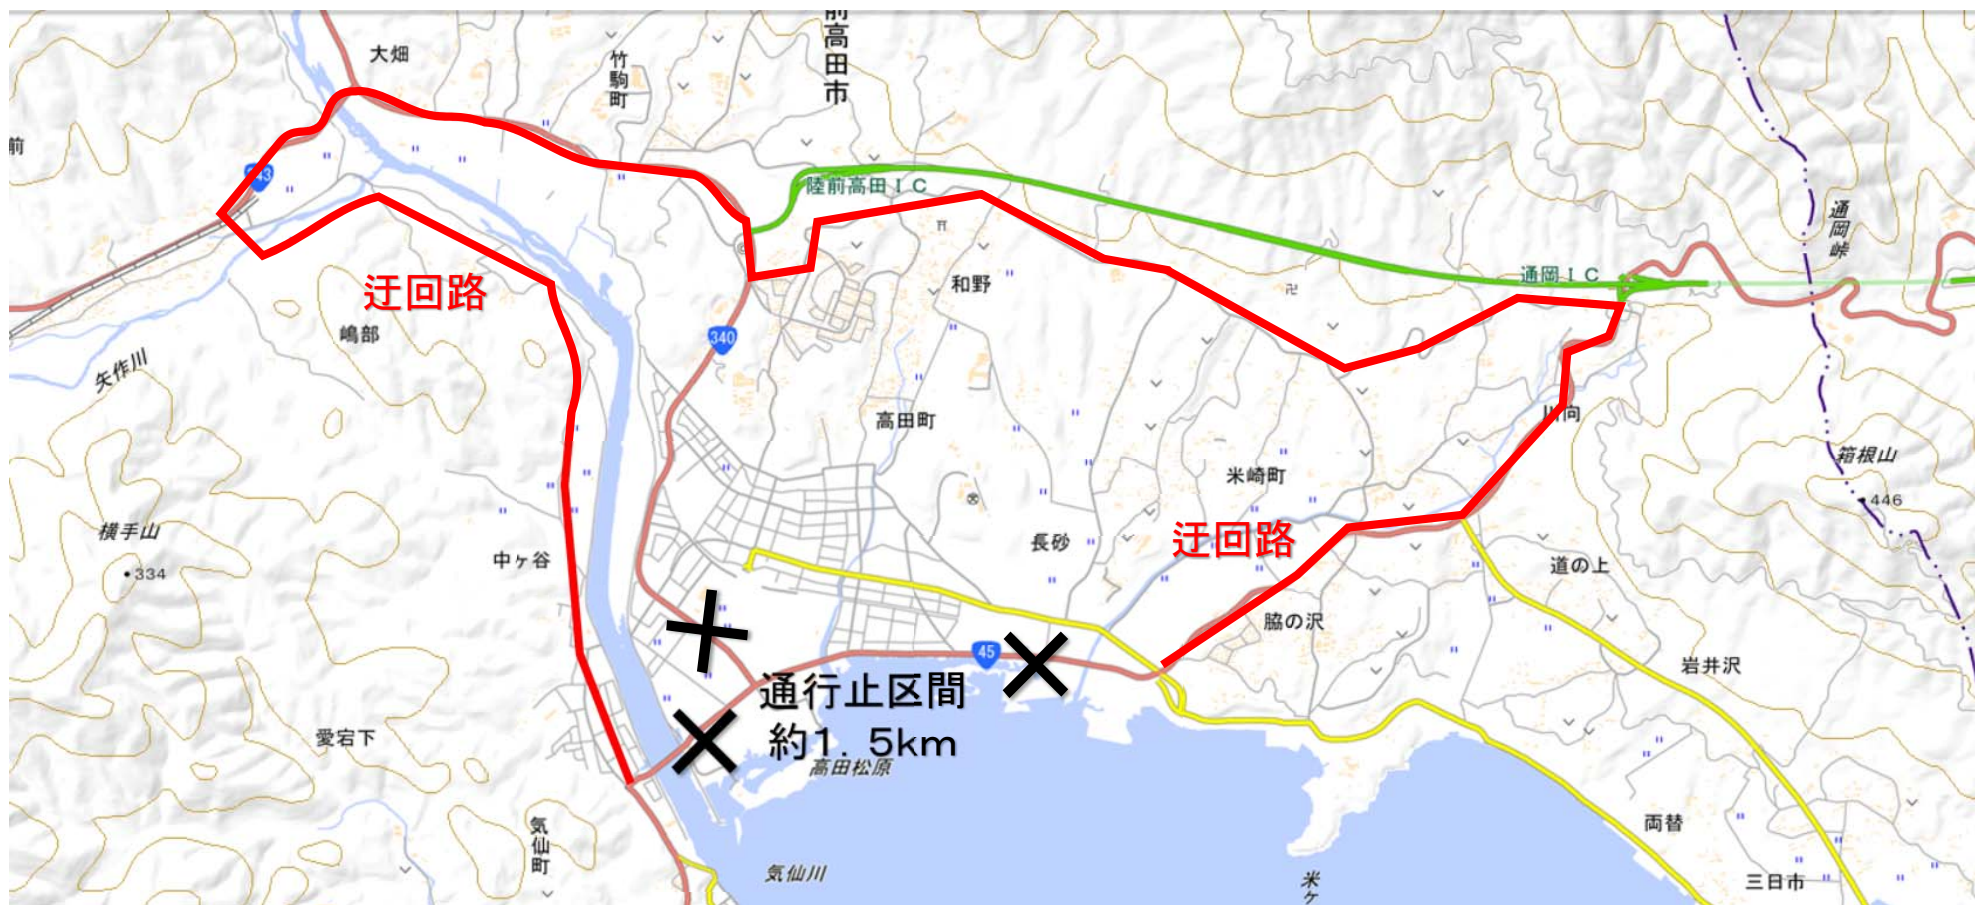 大畑
竹駒町
前高田市
前
343
陸前高田IC
通岡峠
迂回路
和野
通岡IC
嶋部
340
矢作川
高田町
川向
米崎町
箱根山
446
横手山
334
中ヶ谷
長砂
迂回路
道の上
脇の沢
45
岩井沢
通行止区間
約1.5km
愛宕下
高田松原
気仙町
両替
気仙川
米ケ
三日市